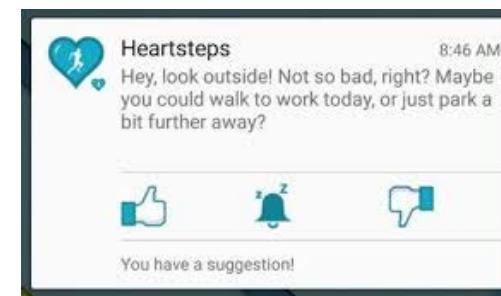 Heartsteps 8:46 AM
Hey, look outside! Not so bad, right? Maybe
you could walk to work today, or just park a
bit further away?
z z
You have a suggestion!